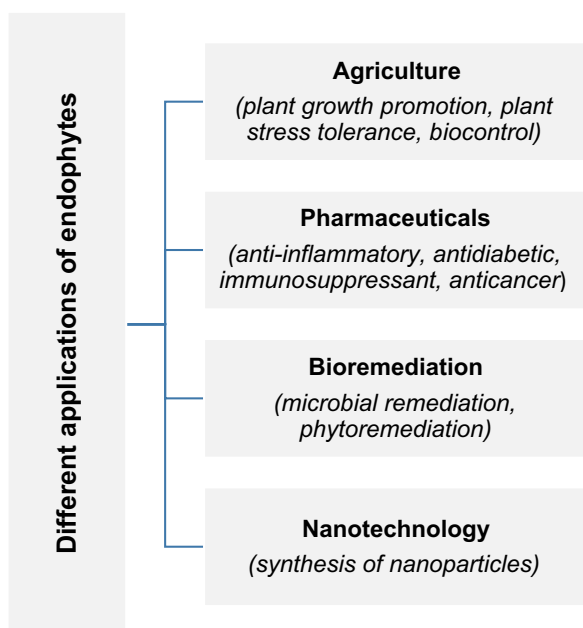 Different applications of endophytes
Agriculture
(plant growth promotion, plant
stress tolerance, biocontrol)
Pharmaceuticals
(anti-inflammatory, antidiabetic,
immunosuppressant, anticancer)
Bioremediation
(microbial remediation,
phytoremediation)
Nanotechnology
(synthesis of nanoparticles)